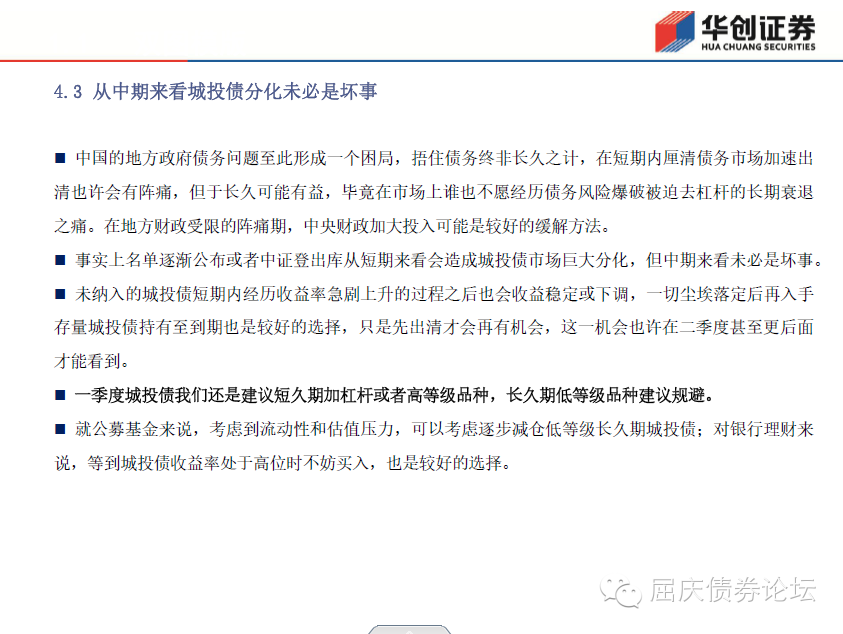 华创证券
HUA CHUANG SECURITIES
4.3 从中期来看城投债分化未必是坏事
■ 中国的地方政府债务问题至此形成一个困局，捂住债务终非长久之计，在短期内厘清债务市场加速出
清也许会有阵痛，但于长久可能有益，毕竟在市场上谁也不愿经历债务风险爆破被迫去杠杆的长期衰退
之痛。在地方财政受限的阵痛期，中央财政加大投入可能是较好的缓解方法。
■ 事实上名单逐渐公布或者中证登出库从短期来看会造成城投债市场巨大分化，但中期来看未必是坏事。
■ 未纳入的城投债短期内经历收益率急剧上升的过程之后也会收益稳定或下调，一切尘埃落定后再入手
存量城投债持有至到期也是较好的选择，只是先出清才会再有机会，这一机会也许在二季度甚至更后面
才能看到。
■ 一季度城投债我们还是建议短久期加杠杆或者高等级品种，长久期低等级品种建议规避。
■ 就公募基金来说，考虑到流动性和估值压力，可以考虑逐步减仓低等级长久期城投债；对银行理财来
说，等到城投债收益率处于高位时不妨买入，也是较好的选择。
屈庆债券论坛